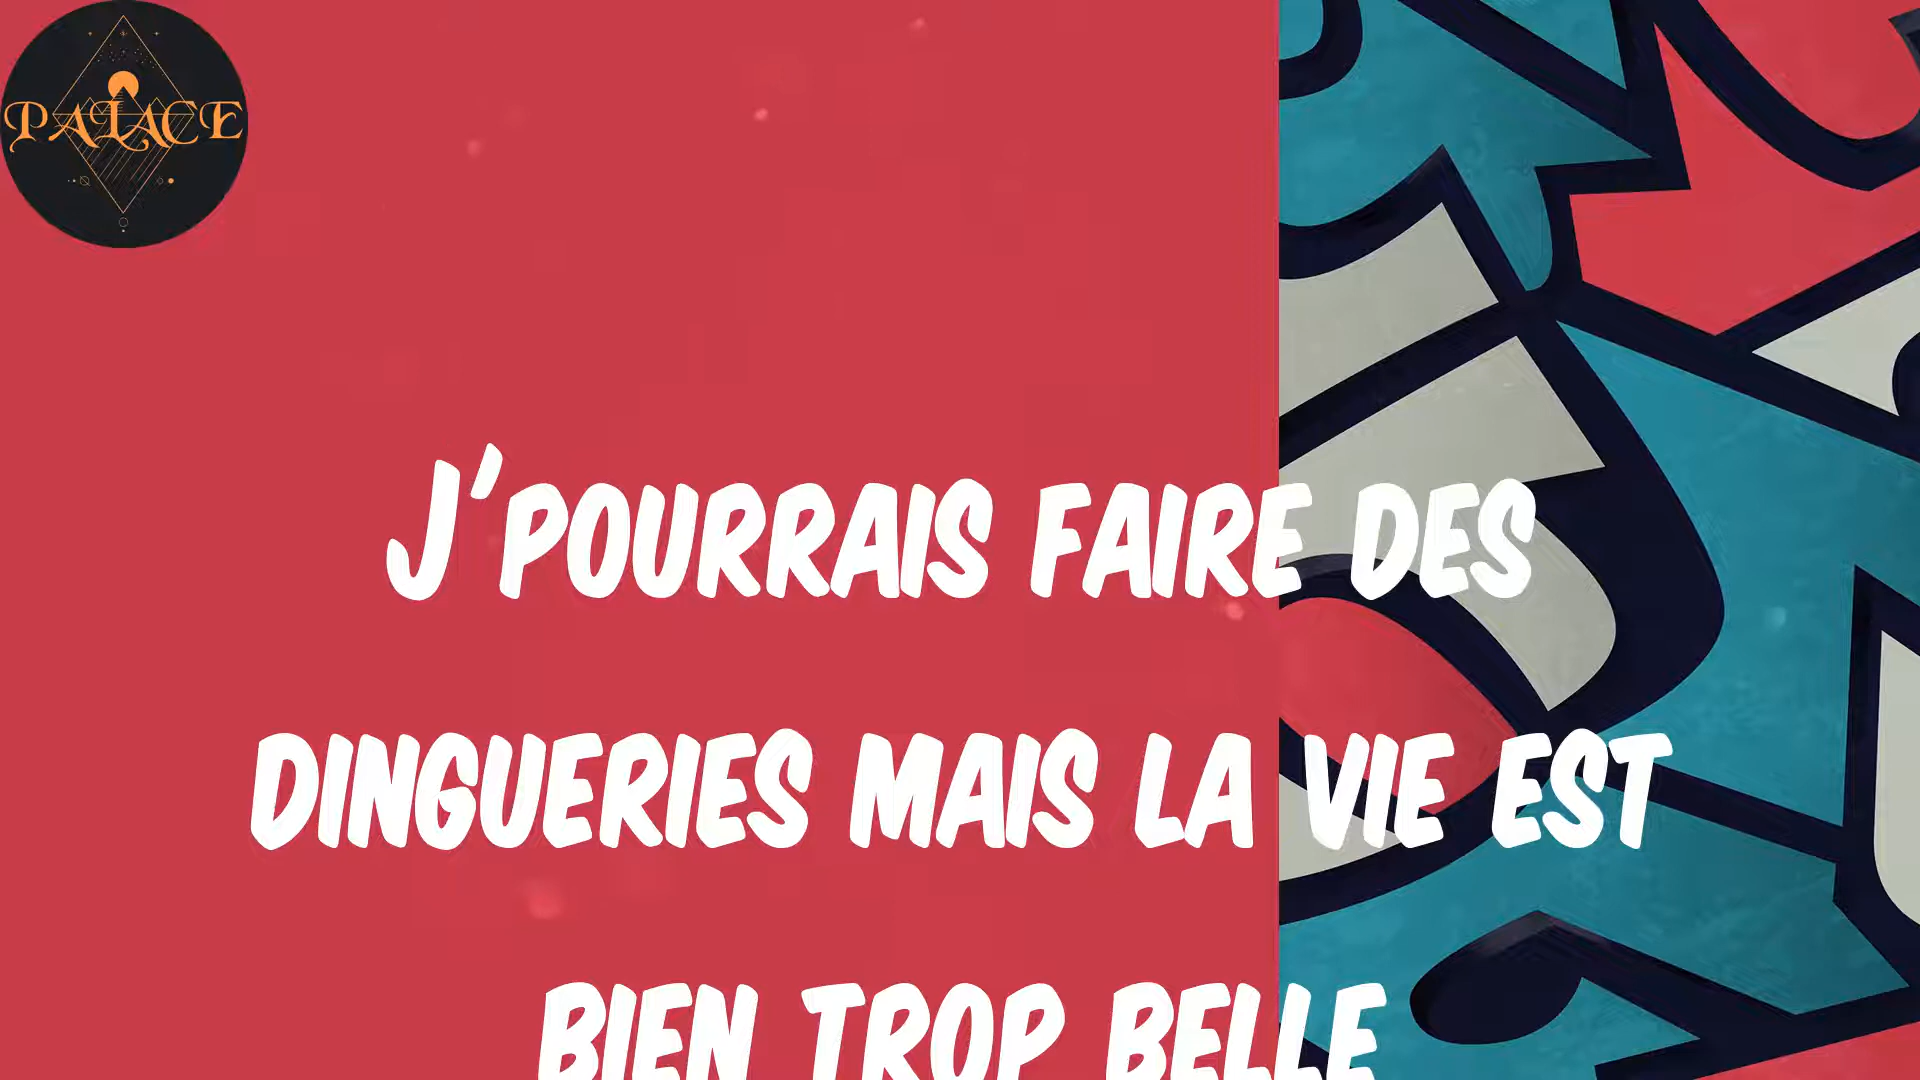 PALACE
J'POURRAIS FAIRE DES
DINGUERIES MAIS LA VIE EST
BIEN TROP BELLE